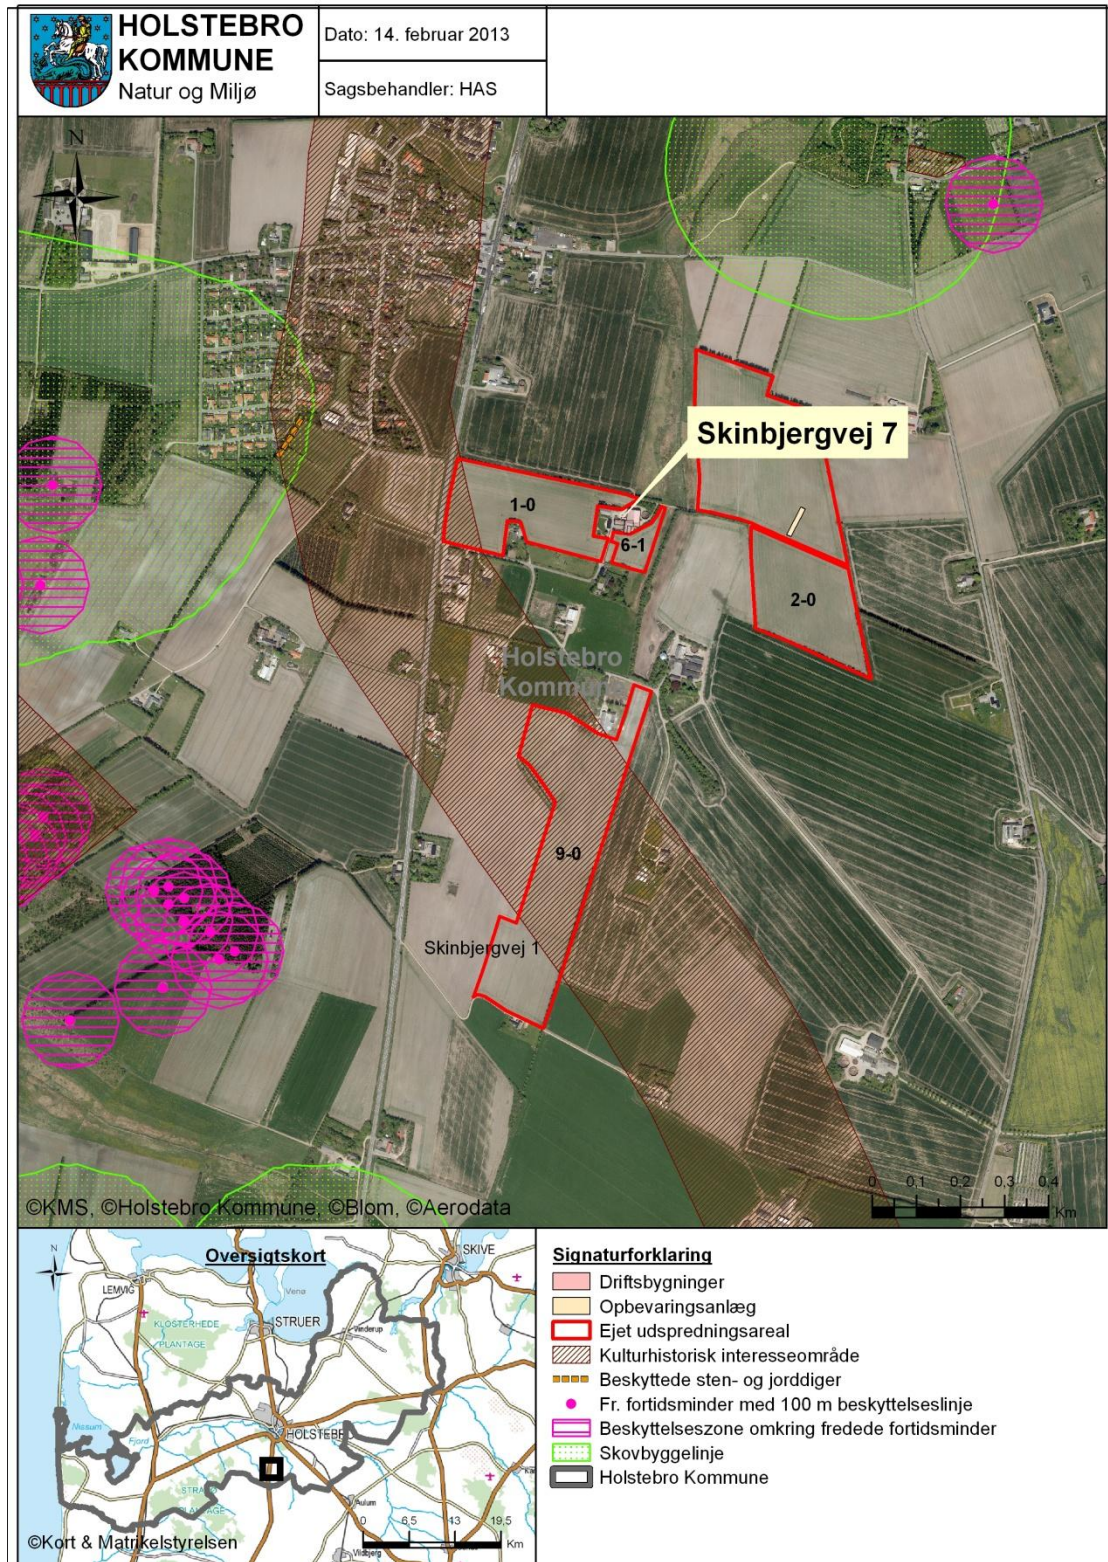 HOLSTEBRO
KOMMUNE
Natur og Miljø
Dato: 14. februar 2013
Sagsbehandler: HAS
N
Skinbjergvej 7
1-0
6-1
2-0
Holstebro
Kommune
9-0
Skinbjergvej 1
0 0,1 0,2 0,3 0,4
Km
©KMS, ©Holstebro Kommune, ©Blom, ©Aerodata
Oversigtskort
N
SKIVE
LEMVIG
Venø
STRUER
Vinderup
KLOSTERHEDE
PLANTAGE
Nissum
Fjord
HOLSTEBRO
PLANTAGE
Aulum
0 6,5 13 19,5
Km
Vildbjerg
©Kort & Matrikelstyrelsen
Signaturforklaring
Driftsbygninger
Opbevaringsanlæg
Ejet udspredningsareal
Kulturhistorisk interesseområde
Beskyttede sten- og jorddiger
Fr. fortidsminder med 100 m beskyttelseslinje
Beskyttelseszone omkring fredede fortidsminder
Skovbyggelinje
Holstebro Kommune